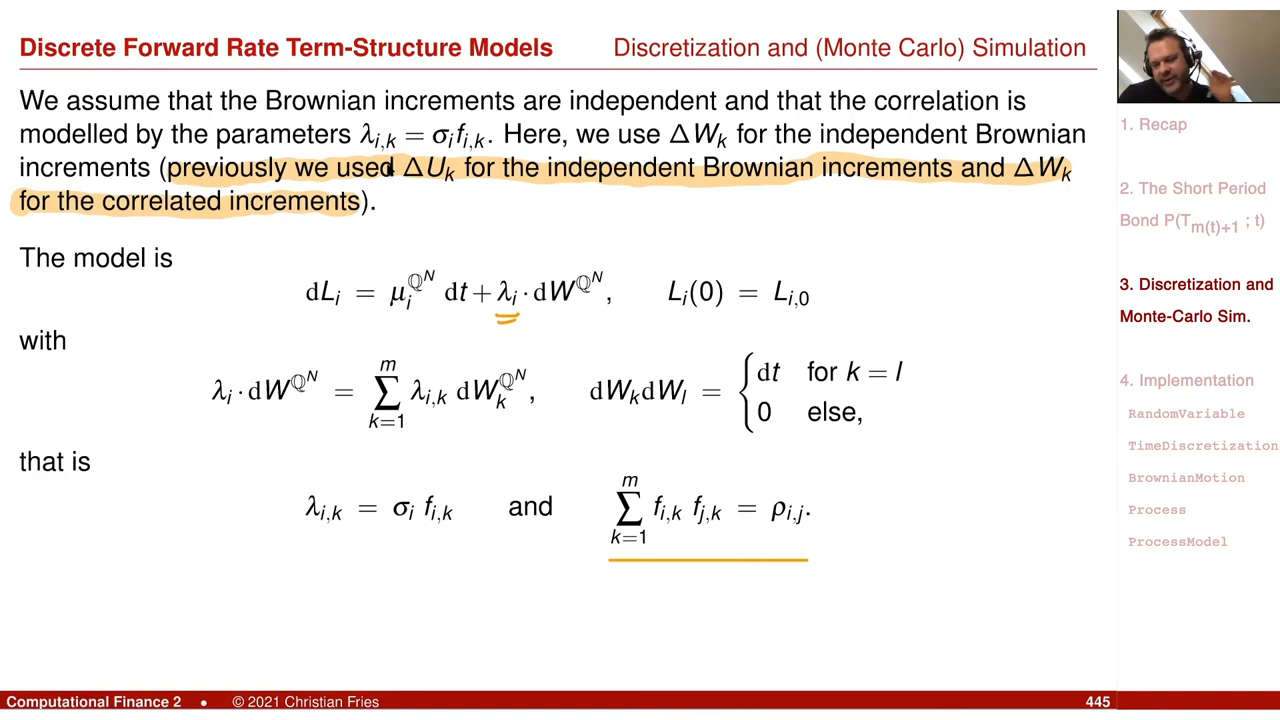 Discrete Forward Rate Term-Structure Models Discretization and (Monte Carlo) Simulation
We assume that the Brownian increments are independent and that the correlation is
modelled by the parameters λ_{i,k} = σ_i f_{i,k}. Here, we use ΔW_k for the independent Brownian
increments (previously we used ΔU_k for the independent Brownian increments and ΔW_k
for the correlated increments).
The model is
dL_i = μ_i^{ℚ^N} dt + λ_i · dW^{ℚ^N}, L_i(0) = L_{i,0}
with
λ_i · dW^{ℚ^N} = ∑_{k=1}^{m} λ_{i,k} dW_k^{ℚ^N}, dW_k dW_l = { dt for k = l
0 else,
that is
λ_{i,k} = σ_i f_{i,k} and ∑_{k=1}^{m} f_{i,k} f_{j,k} = ρ_{i,j}.
1. Recap
2. The Short Period
Bond P(T_{m(t)+1} ; t)
3. Discretization and
Monte-Carlo Sim.
4. Implementation
RandomVariable
TimeDiscretization
BrownianMotion
Process
ProcessModel
Computational Finance 2 • © 2021 Christian Fries 445